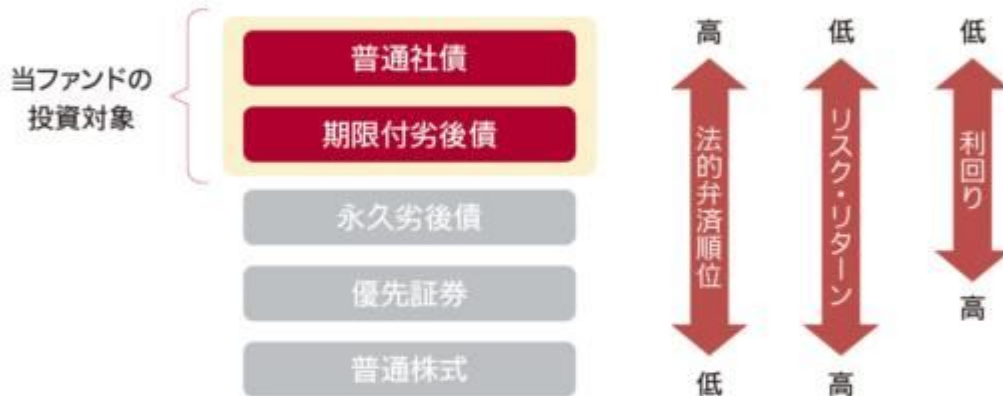 当ファンドの
投資対象
普通社債
期限付劣後債
永久劣後債
優先証券
普通株式
高
法的弁済順位
低
低
リスク・リターン
高
低
利回り
高